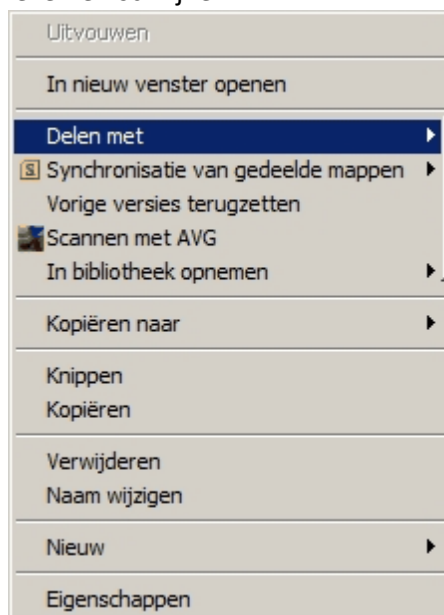 Uitvouwen
In nieuw venster openen
Delen met
Synchronisatie van gedeelde mappen
Vorige versies terugzetten
Scannen met AVG
In bibliotheek opnemen
Kopiëren naar
Knippen
Kopiëren
Verwijderen
Naam wijzigen
Nieuw
Eigenschappen